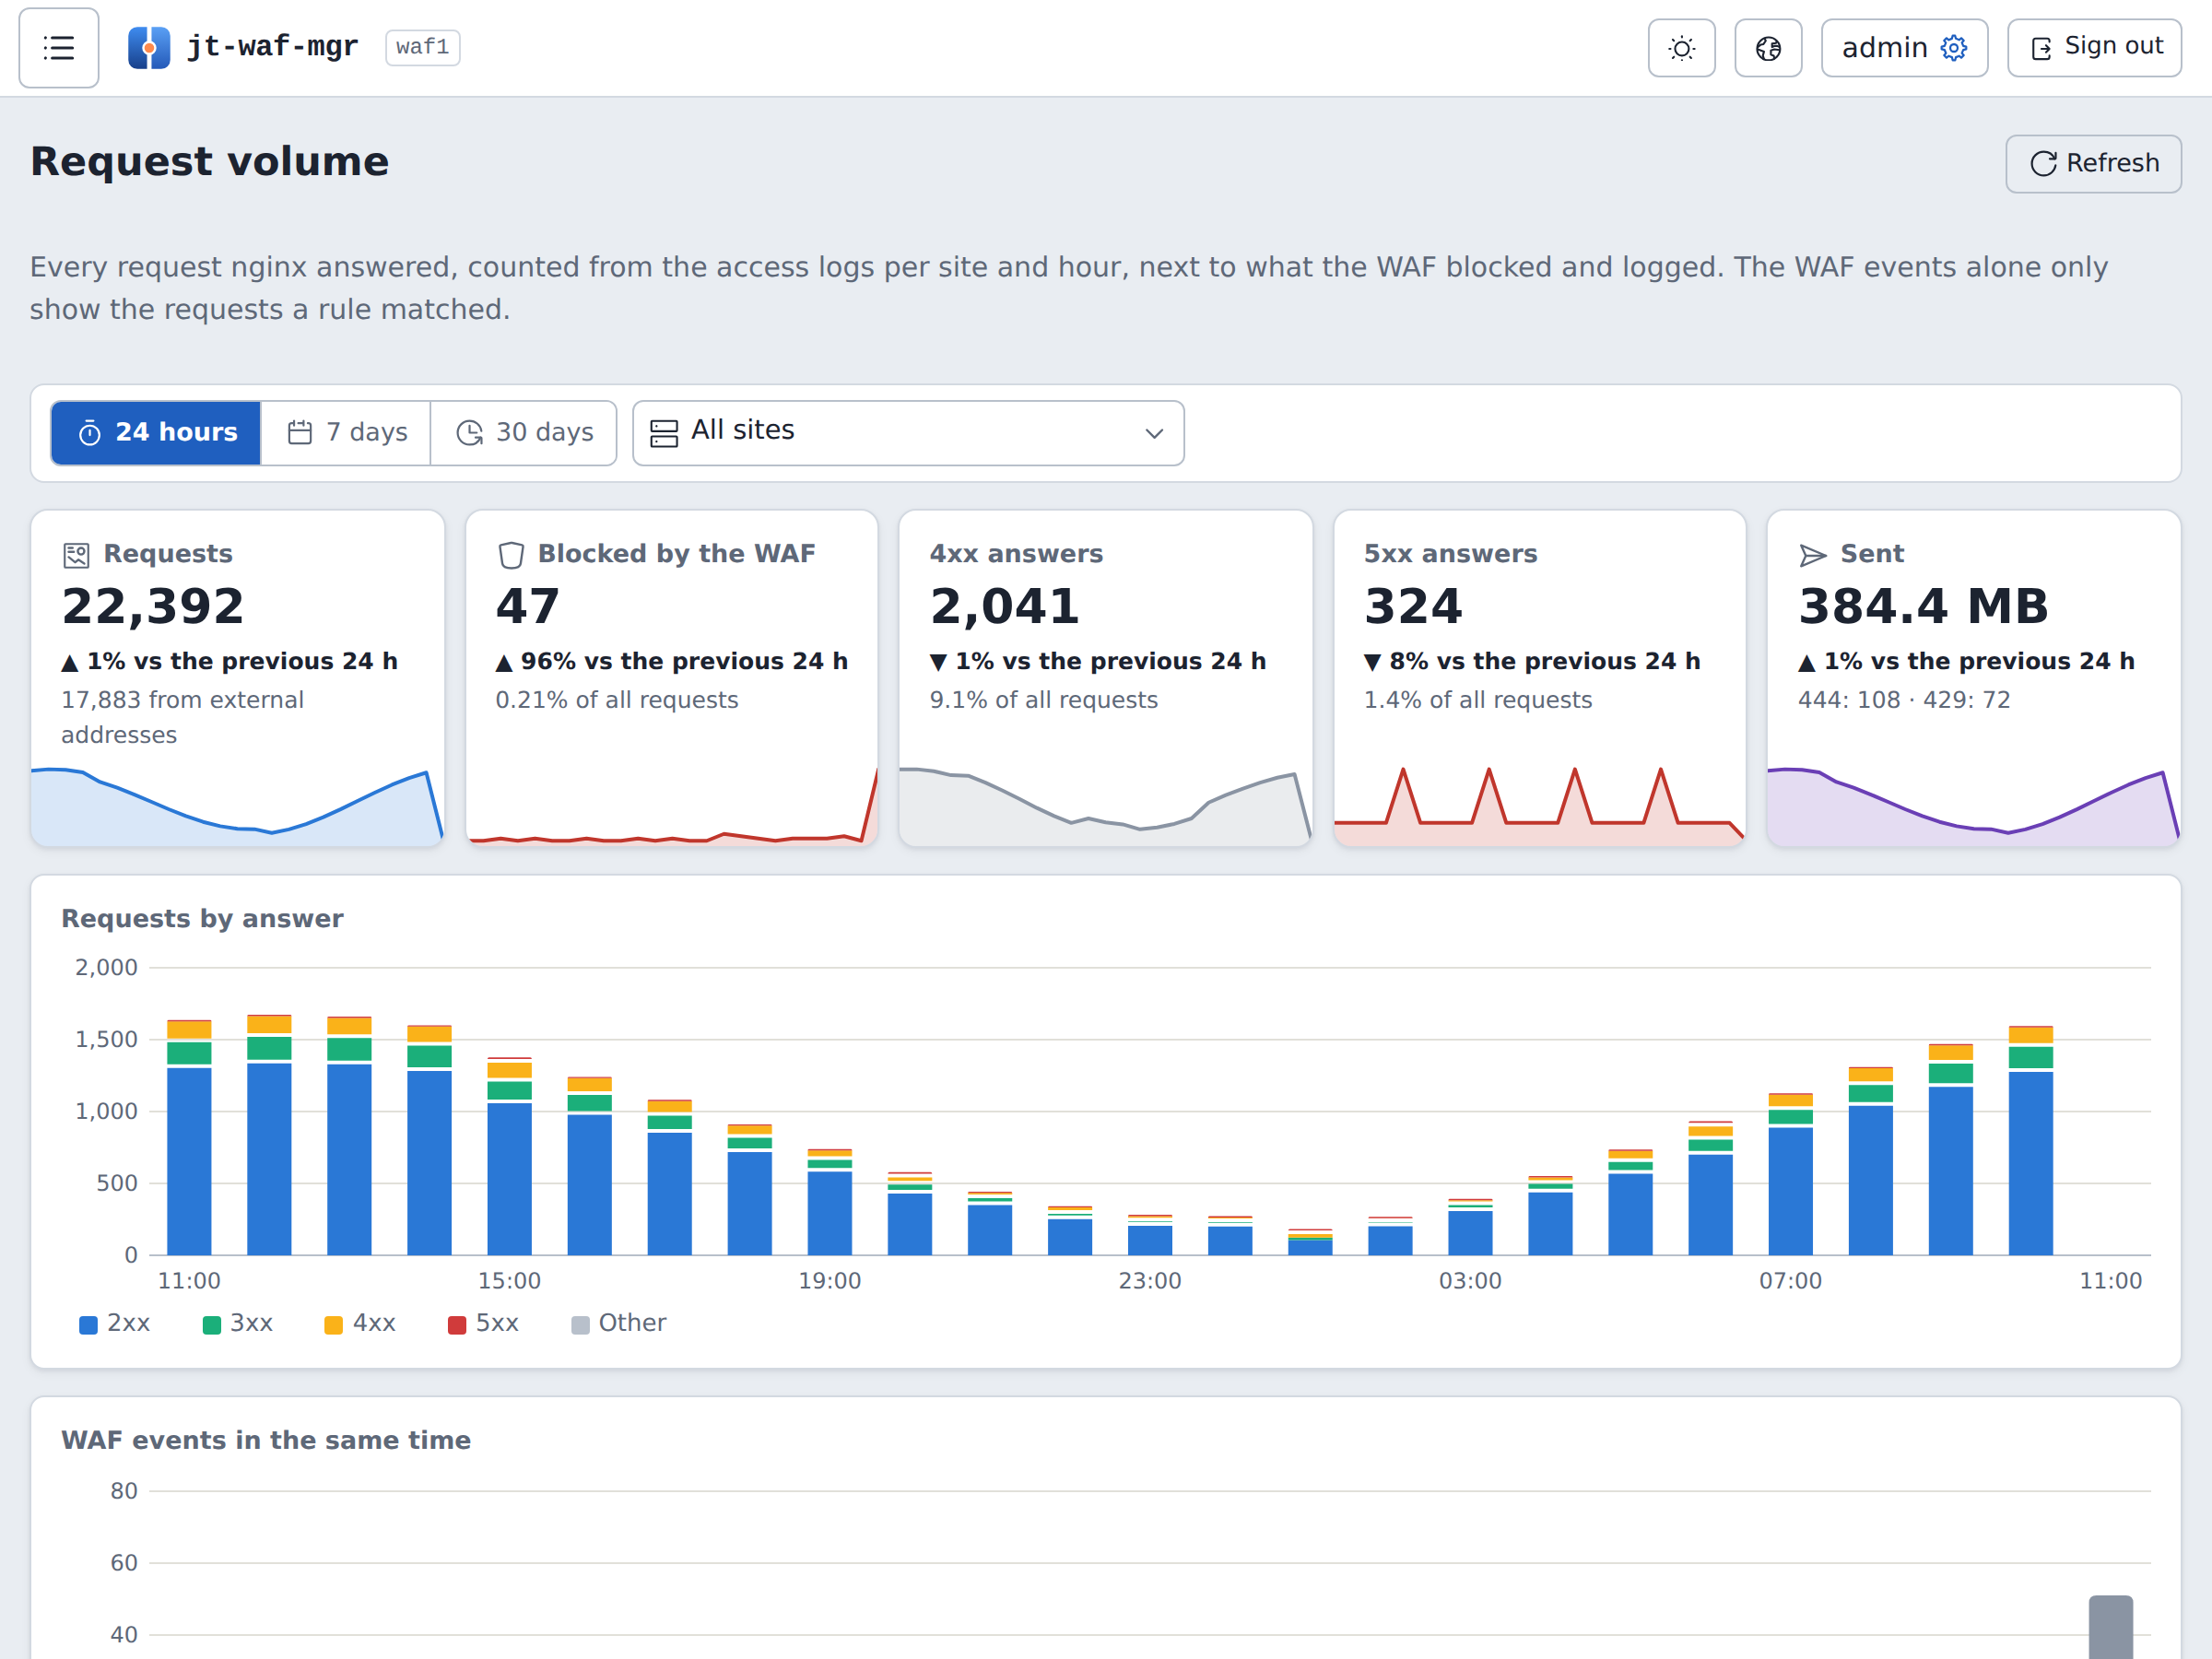 jt-waf-mgr
waf1
admin
Sign out
Request volume
Refresh
Every request nginx answered, counted from the access logs per site and hour, next to what the WAF blocked and logged. The WAF events alone only
show the requests a rule matched.
24 hours
7 days
30 days
All sites
Requests
22,392
▲ 1% vs the previous 24 h
17,883 from external
addresses
Blocked by the WAF
47
▲ 96% vs the previous 24 h
0.21% of all requests
4xx answers
2,041
▼ 1% vs the previous 24 h
9.1% of all requests
5xx answers
324
▼ 8% vs the previous 24 h
1.4% of all requests
Sent
384.4 MB
▲ 1% vs the previous 24 h
444: 108 · 429: 72
Requests by answer
2,000
1,500
1,000
500
0
11:00
15:00
19:00
23:00
03:00
07:00
11:00
2xx
3xx
4xx
5xx
Other
WAF events in the same time
80
60
40